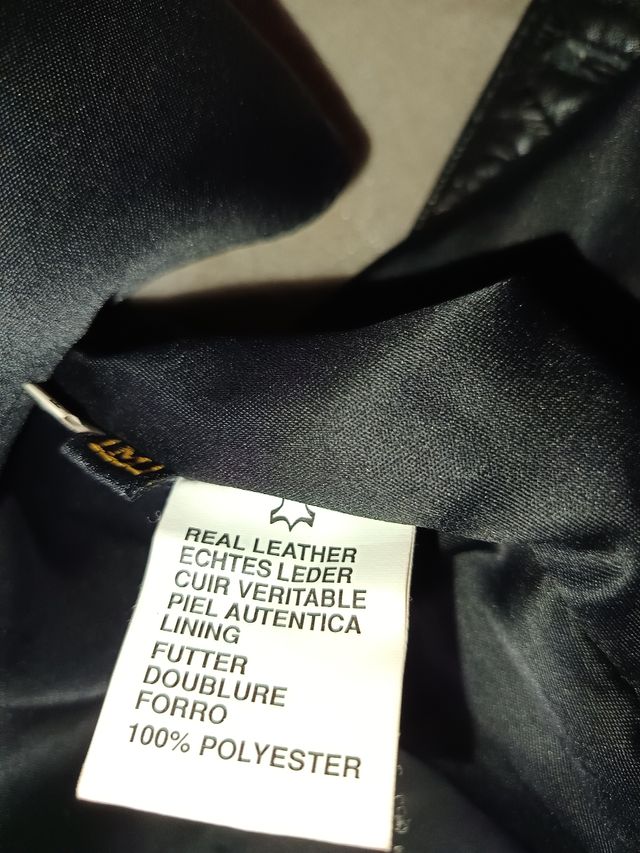 M
REAL LEATHER
ECHTES LEDER
CUIR VERITABLE
PIEL AUTENTICA
LINING
FUTTER
DOUBLURE
FORRO
100% POLYESTER